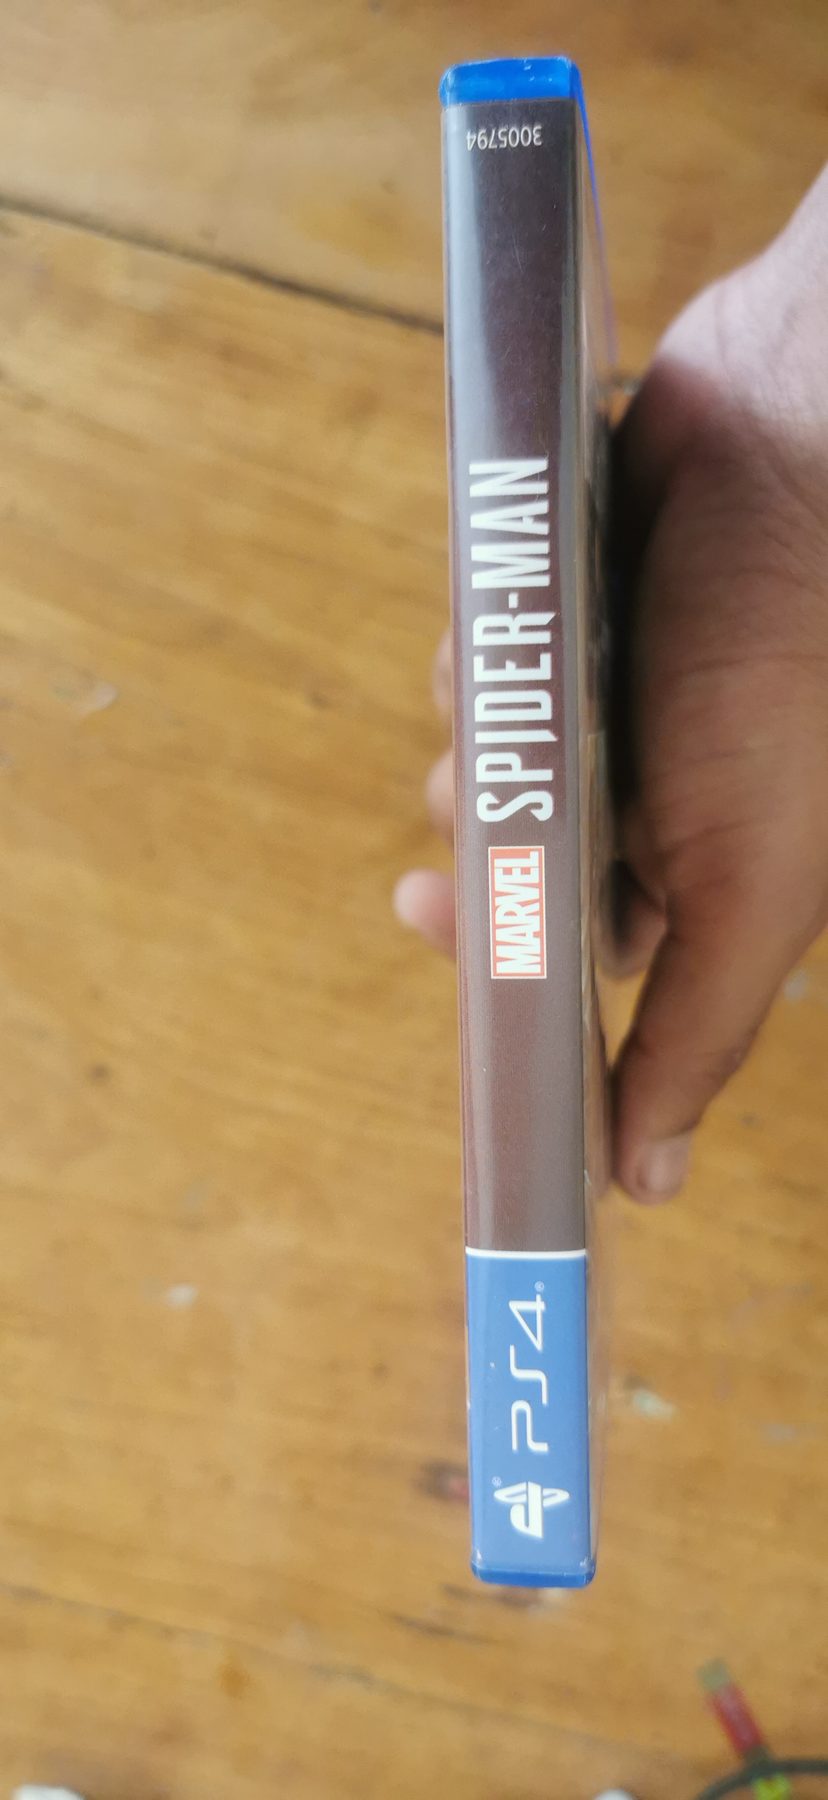 3005794
MARVEL SPIDER-MAN
PS4®